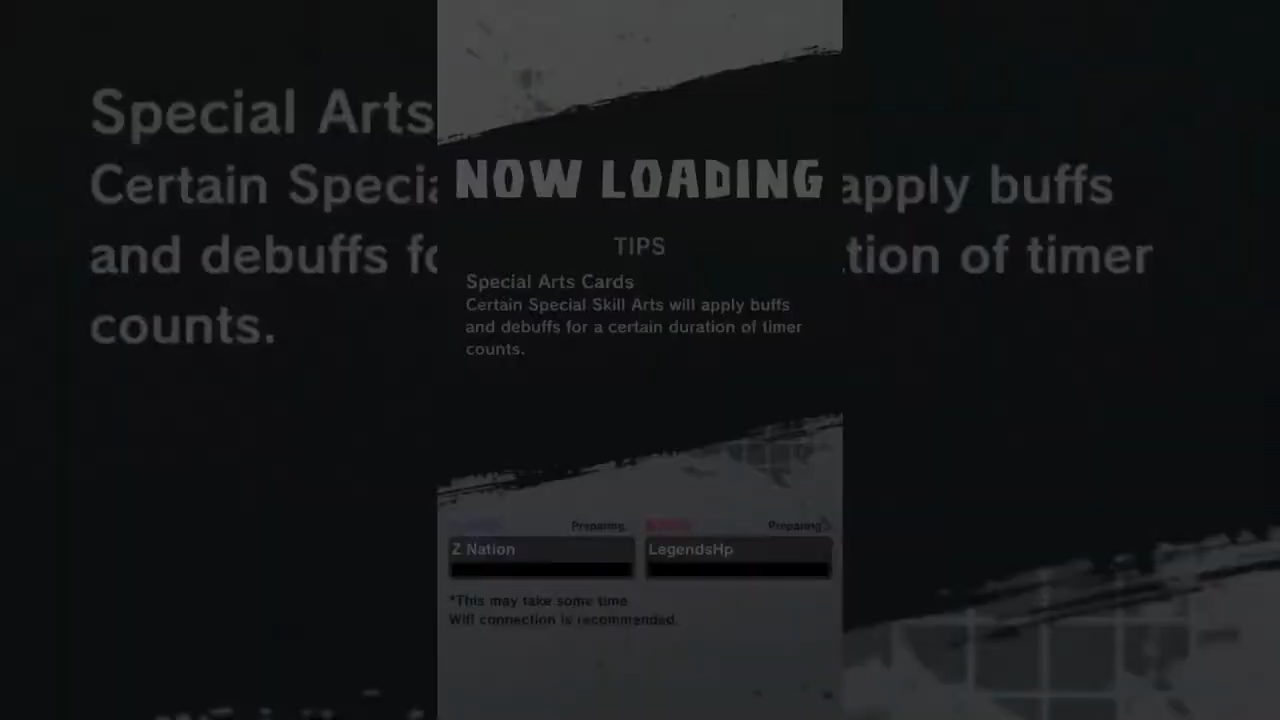 NOW LOADING
TIPS
Special Arts Cards
Certain Special Skill Arts will apply buffs
and debuffs for a certain duration of timer
counts.
Preparing.
Preparing
Z Nation
LegendsHp
*This may take some time
Wifi connection is recommended.
Special Arts
Certain Specia
apply buffs
and debuffs fo
tion of timer
counts.